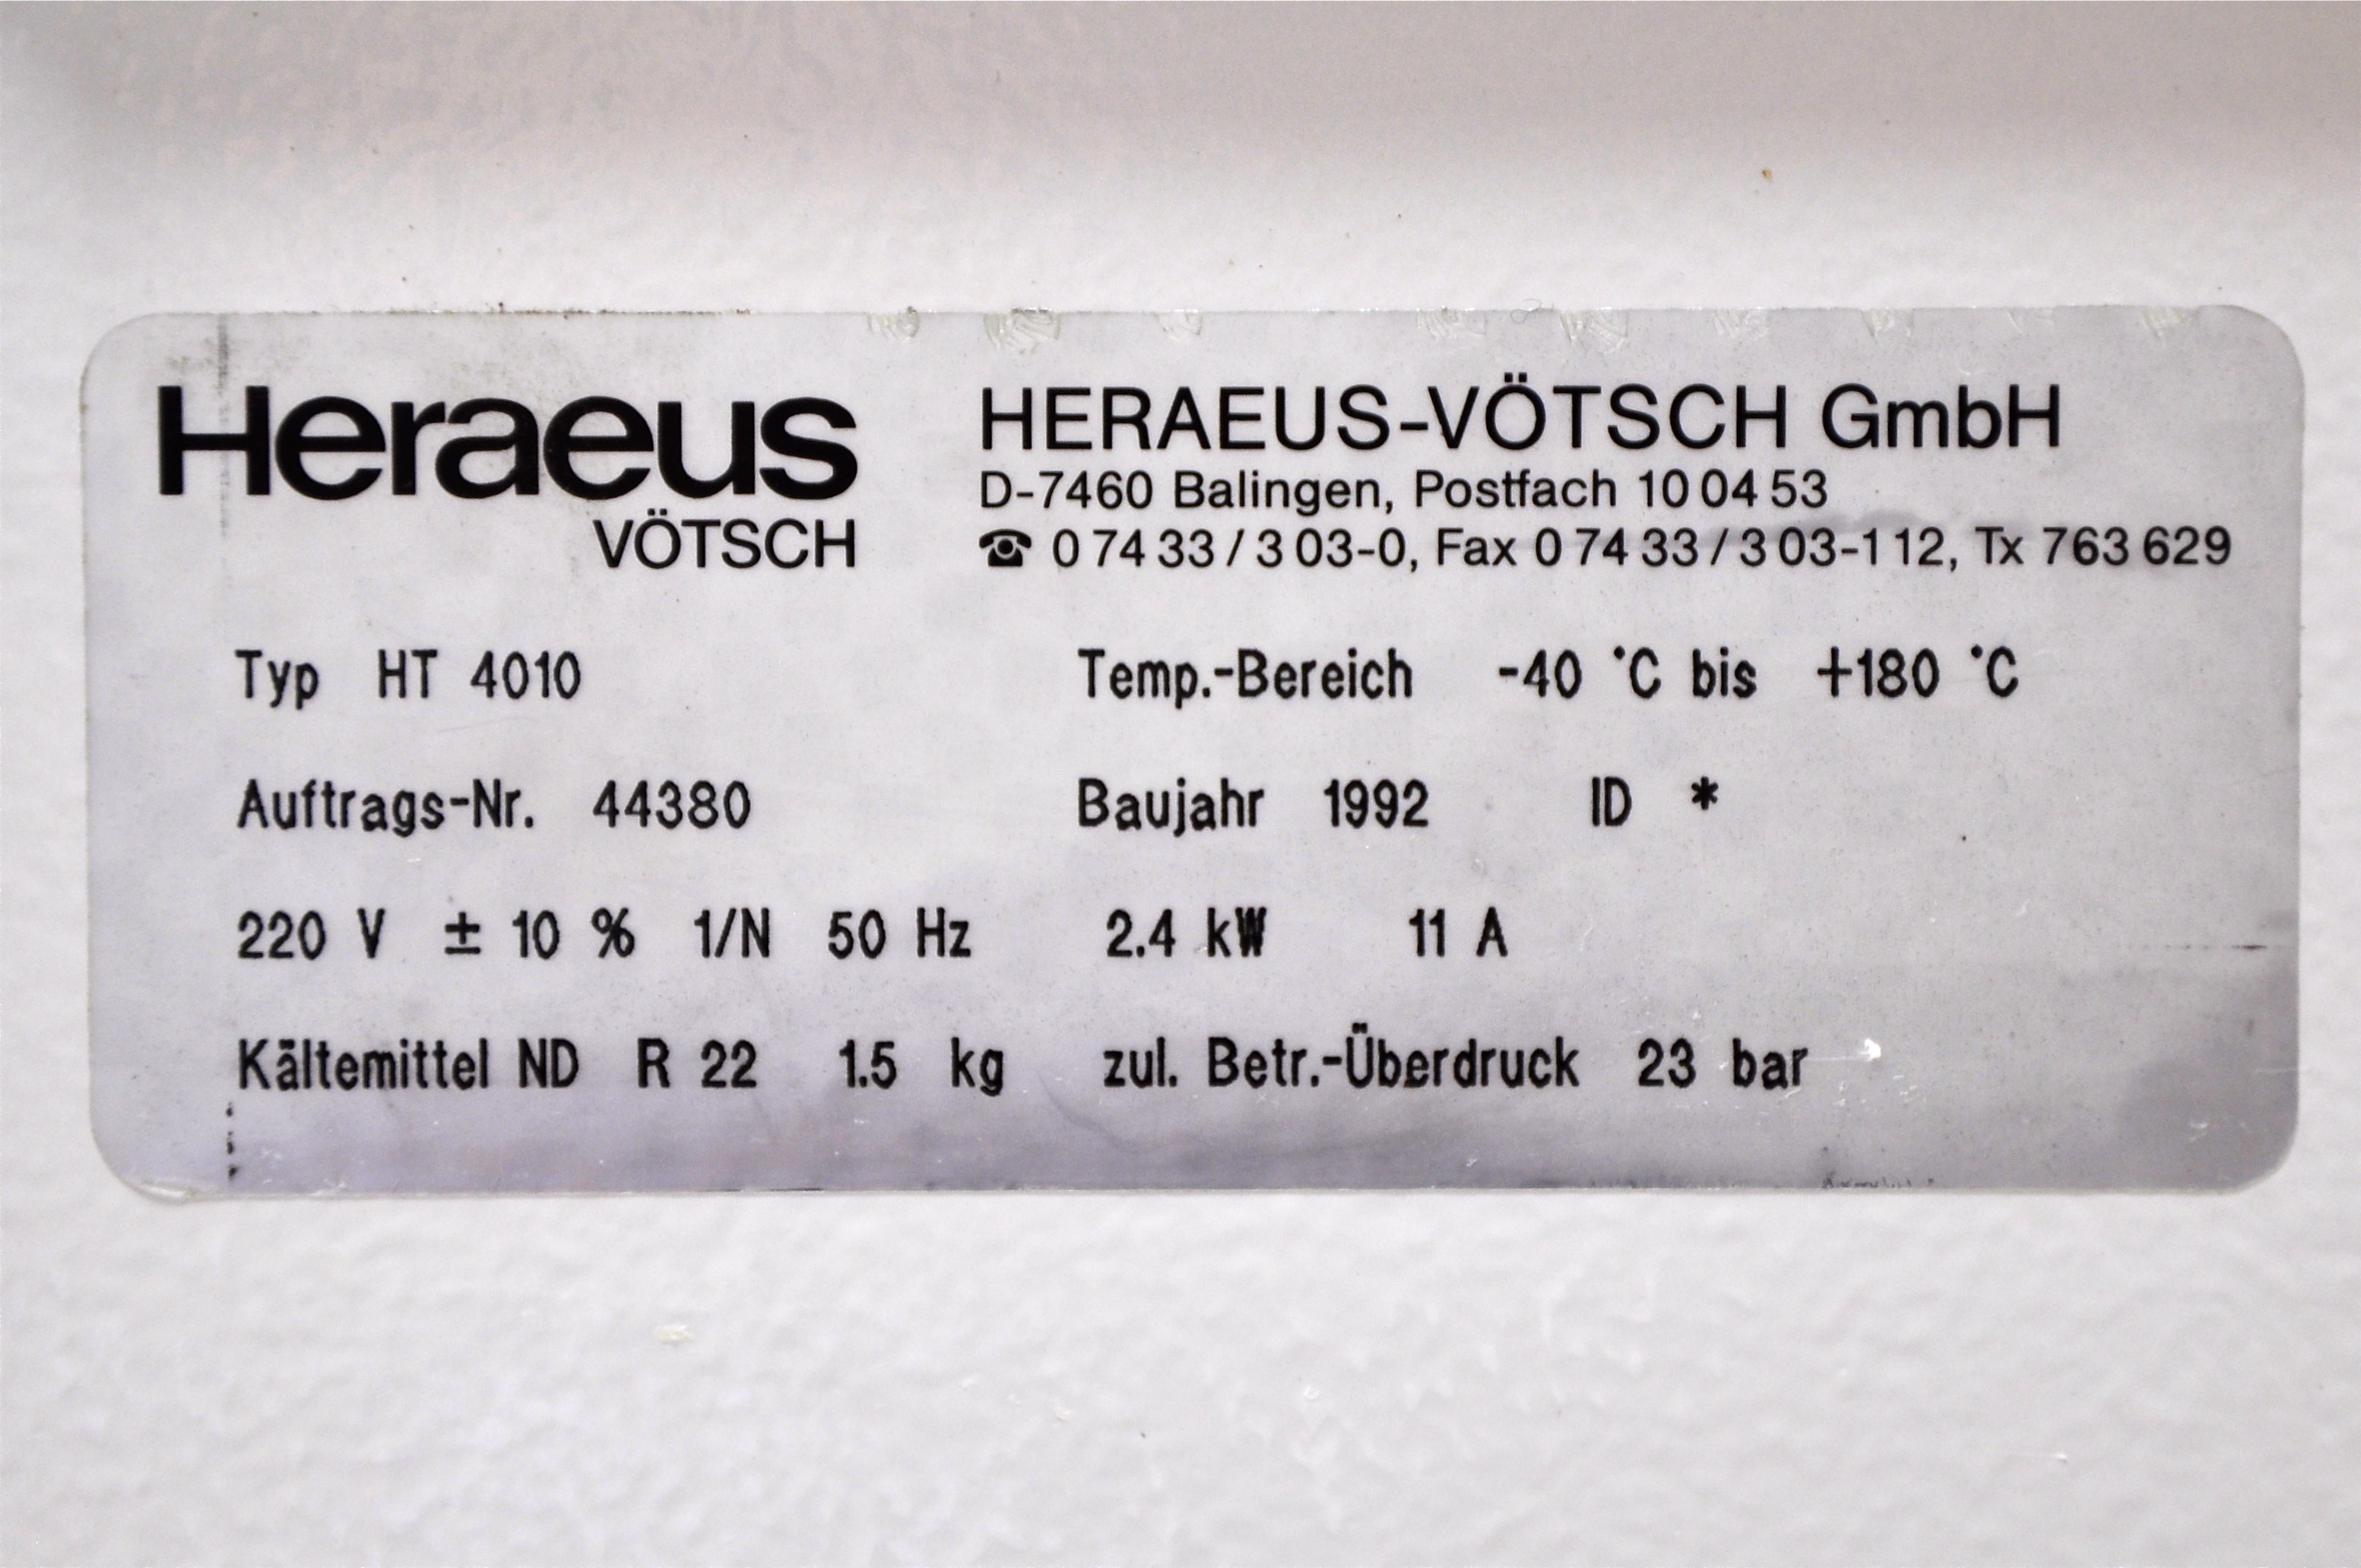 Heraeus
VÖTSCH
HERAEUS-VÖTSCH GmbH
D-7460 Balingen, Postfach 10 04 53
☎ 0 74 33 / 3 03-0, Fax 0 74 33 / 3 03-1 12, Tx 763 629
Typ HT 4010 Temp.-Bereich -40 °C bis +180 °C
Auftrags-Nr. 44380 Baujahr 1992 ID *
220 V ± 10 % 1/N 50 Hz 2.4 kW 11 A
Kältemittel ND R 22 1.5 kg zul. Betr.-Überdruck 23 bar